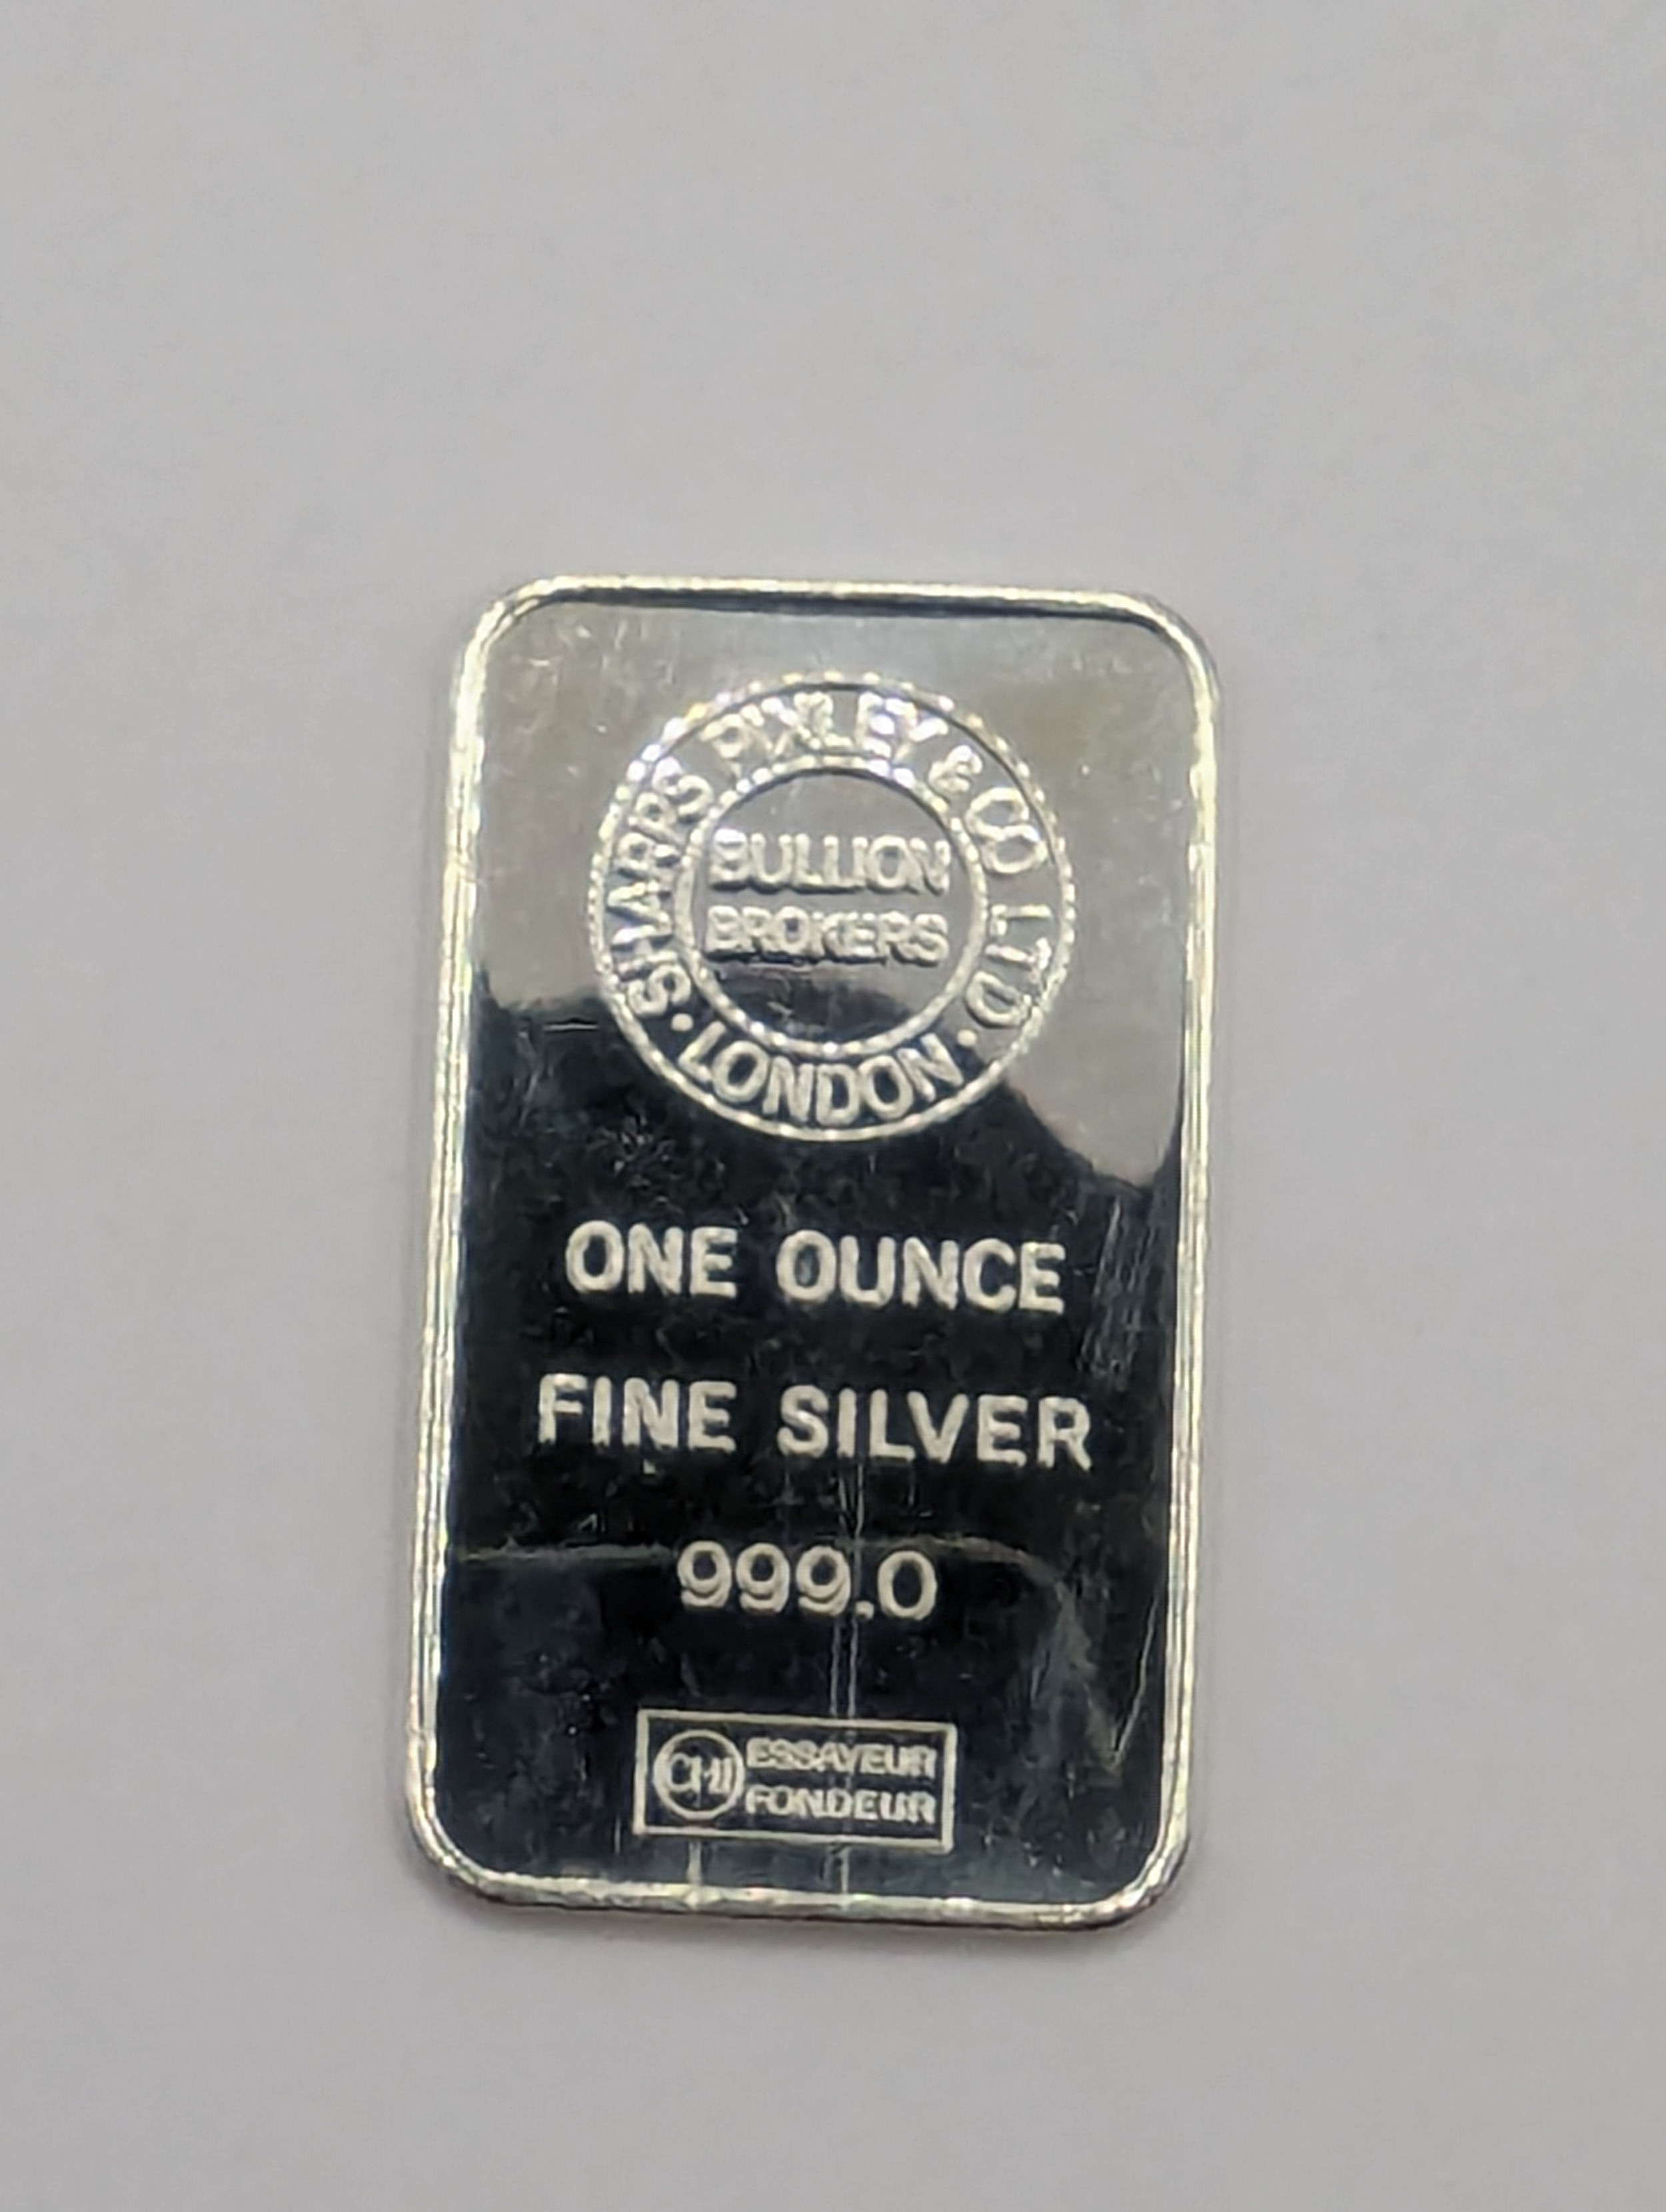 SHARPS PIXLEY & CO LTD
BULLION
BROKERS
· LONDON ·
ONE OUNCE
FINE SILVER
999.0
CHI ESSAYEUR
FONDEUR